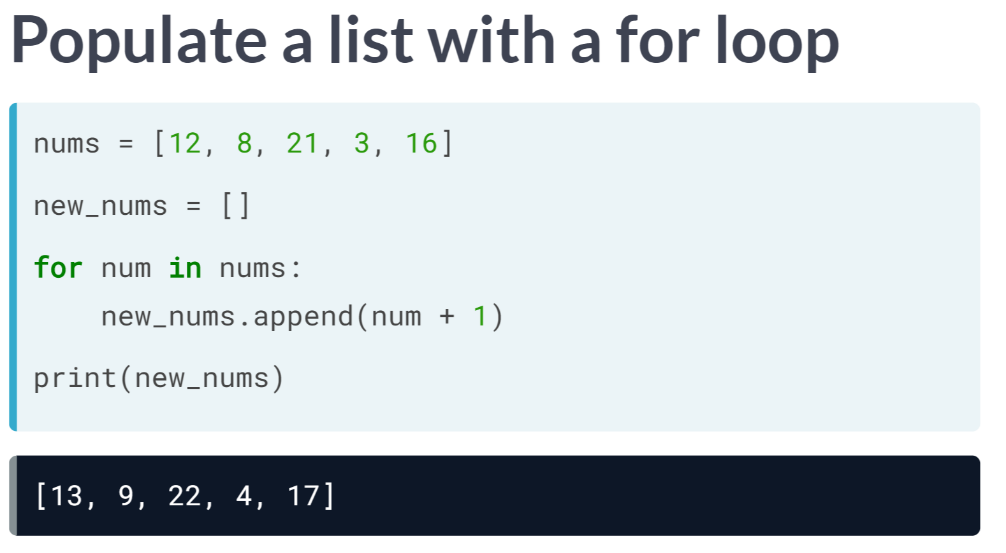 Populate a list with a for loop
nums = [12, 8, 21, 3, 16]
new_nums = []
for num in nums:
    new_nums.append(num + 1)
print(new_nums)
[13, 9, 22, 4, 17]